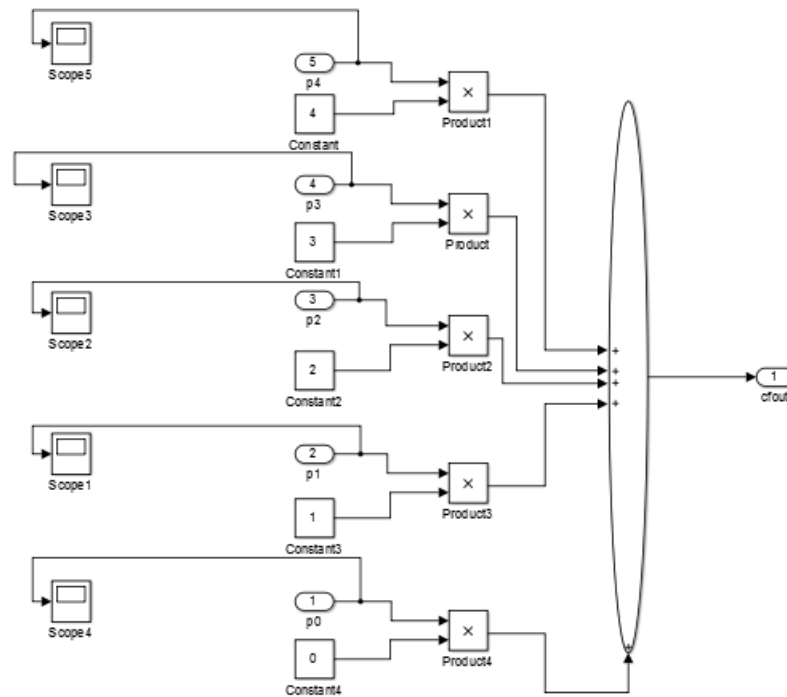 5
Scope5
p4
×
4
Product1
Constant
4
Scope3
p3
×
3
Product
Constant1
3
Scope2
p2
×
2
Product2
Constant2
+
+
+
+
1
cfout
2
Scope1
p1
×
1
Product3
Constant3
1
Scope4
p0
×
0
Product4
Constant4
+